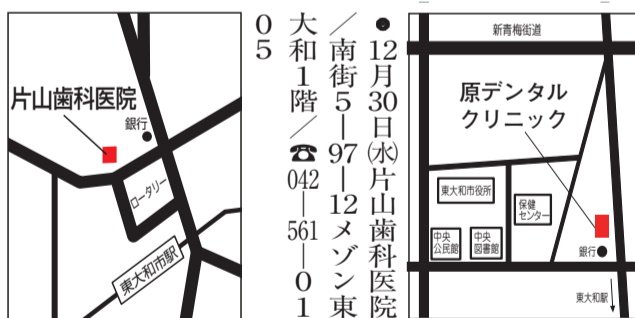 新青梅街道
原デンタル
クリニック
東大和市役所
保健
センター
中央
公民館
中央
図書館
銀行
東大和駅
●12月30日㈬片山歯科医院
／南街5―97―12メゾン東
大和1階／☎042―561―01
05
片山歯科医院
銀行
ロータリー
東大和市駅